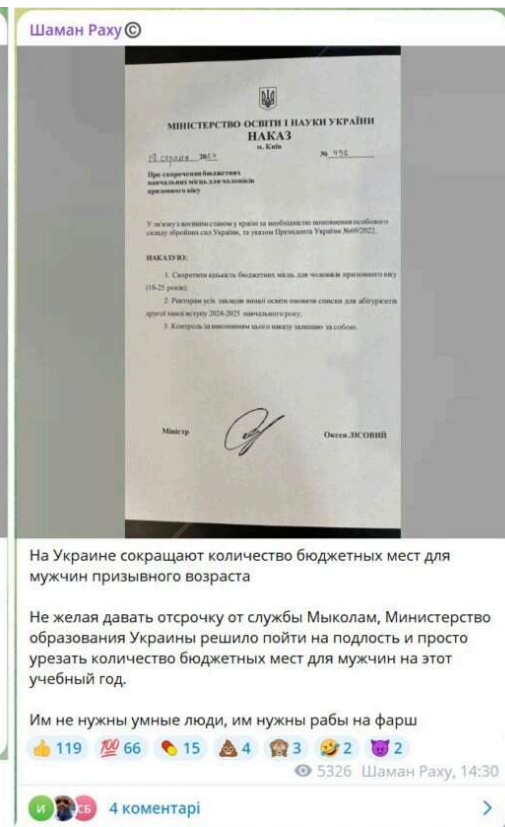 Шаман Раху©
МІНІСТЕРСТВО ОСВІТИ І НАУКИ УКРАЇНИ
НАКАЗ
м. Київ
12 серпня 2024
№ 496
Про скорочення бюджетних
навчальних місць для чоловіків
призовного віку
У зв'язку з воєнним станом у країні та необхідністю поповнення особового
складу збройних сил України, та указом Президента України №69/2022,
НАКАЗУЮ:
1. Скоротити кількість бюджетних місць для чоловіків призовного віку
(18-25 років);
2. Ректорам усіх закладів вищої освіти оновити списки для абітурієнтів
другої хвилі вступу 2024-2025 навчального року;
3. Контроль за виконанням цього наказу залишаю за собою.
Міністр
Оксен ЛІСОВИЙ
На Украине сокращают количество бюджетных мест для
мужчин призывного возраста
Не желая давать отсрочку от службы Мыколам, Министерство
образования Украины решило пойти на подлость и просто
урезать количество бюджетных мест для мужчин на этот
учебный год.
Им не нужны умные люди, им нужны рабы на фарш
👍 119 💯 66 💊 15 💩 4 🙈 3 🤣 2 😈 2
5326 Шаман Раху, 14:30
И СБ 4 коментарі